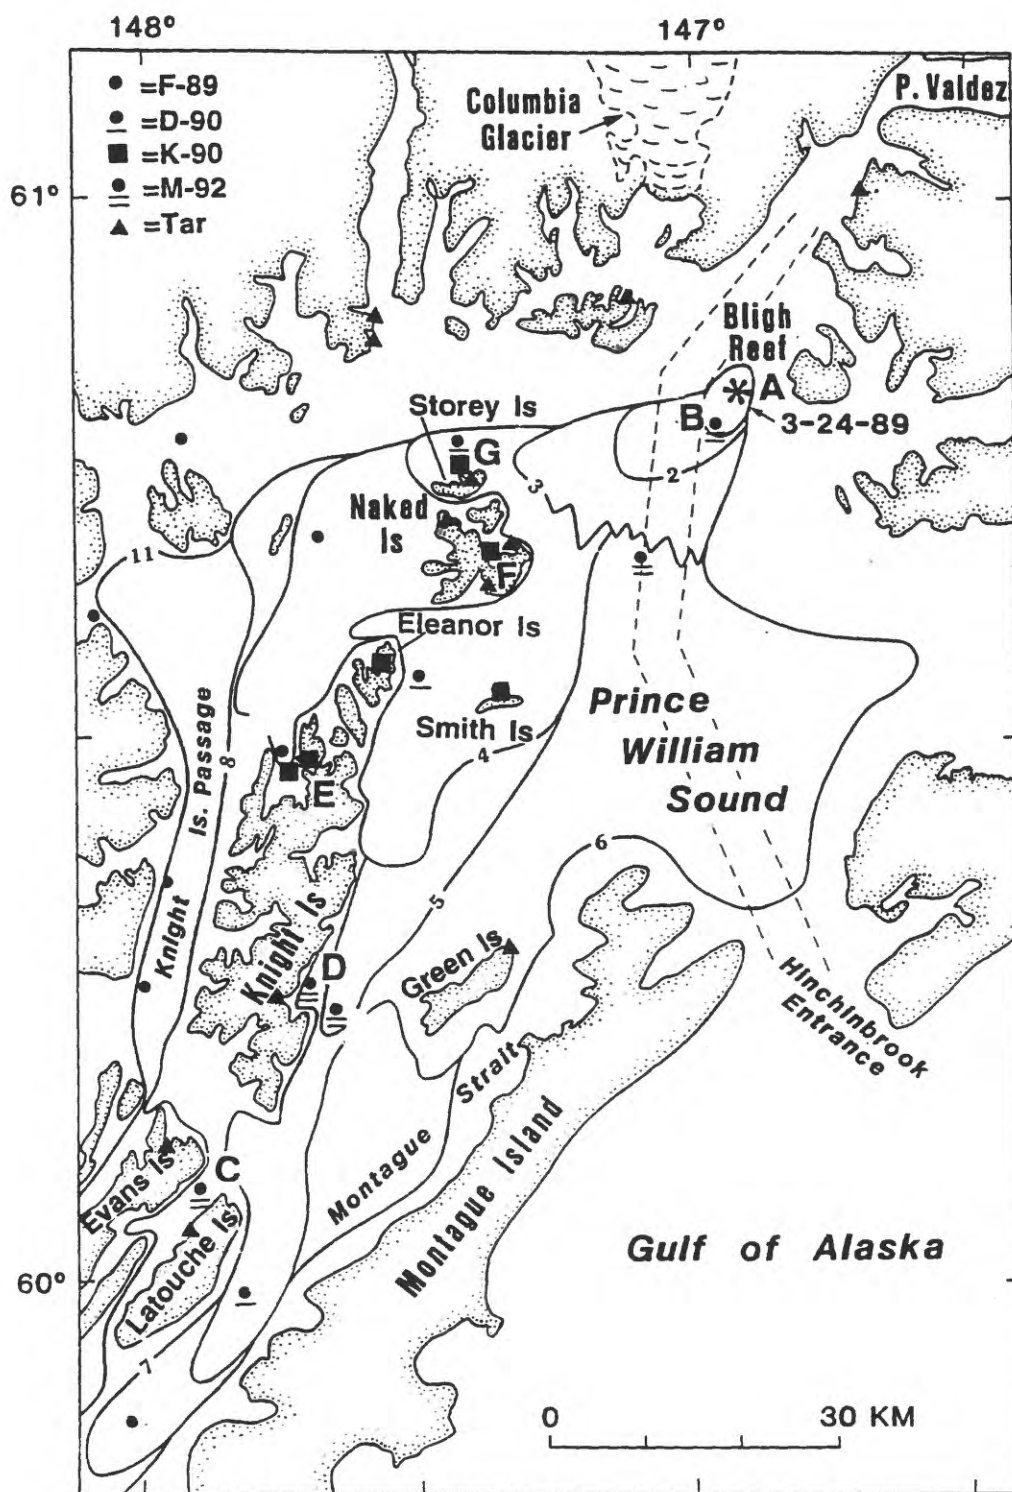 148° 147°
=F-89
=D-90
=K-90
=M-92
=Tar
P. Valdez
Columbia
Glacier
61°
Bligh
Reef
A
3-24-89
B
2
Storey Is
G
3
Naked
Is
F
11
Eleanor Is
Smith Is
4
Prince
William
Sound
Knight Is. Passage
8
E
6
5
Knight Is
D
Green Is
Hinchinbrook
Entrance
Montague Strait
Montague Island
Evans Is
C
Latouche Is
Gulf of Alaska
60°
7
0 30 KM